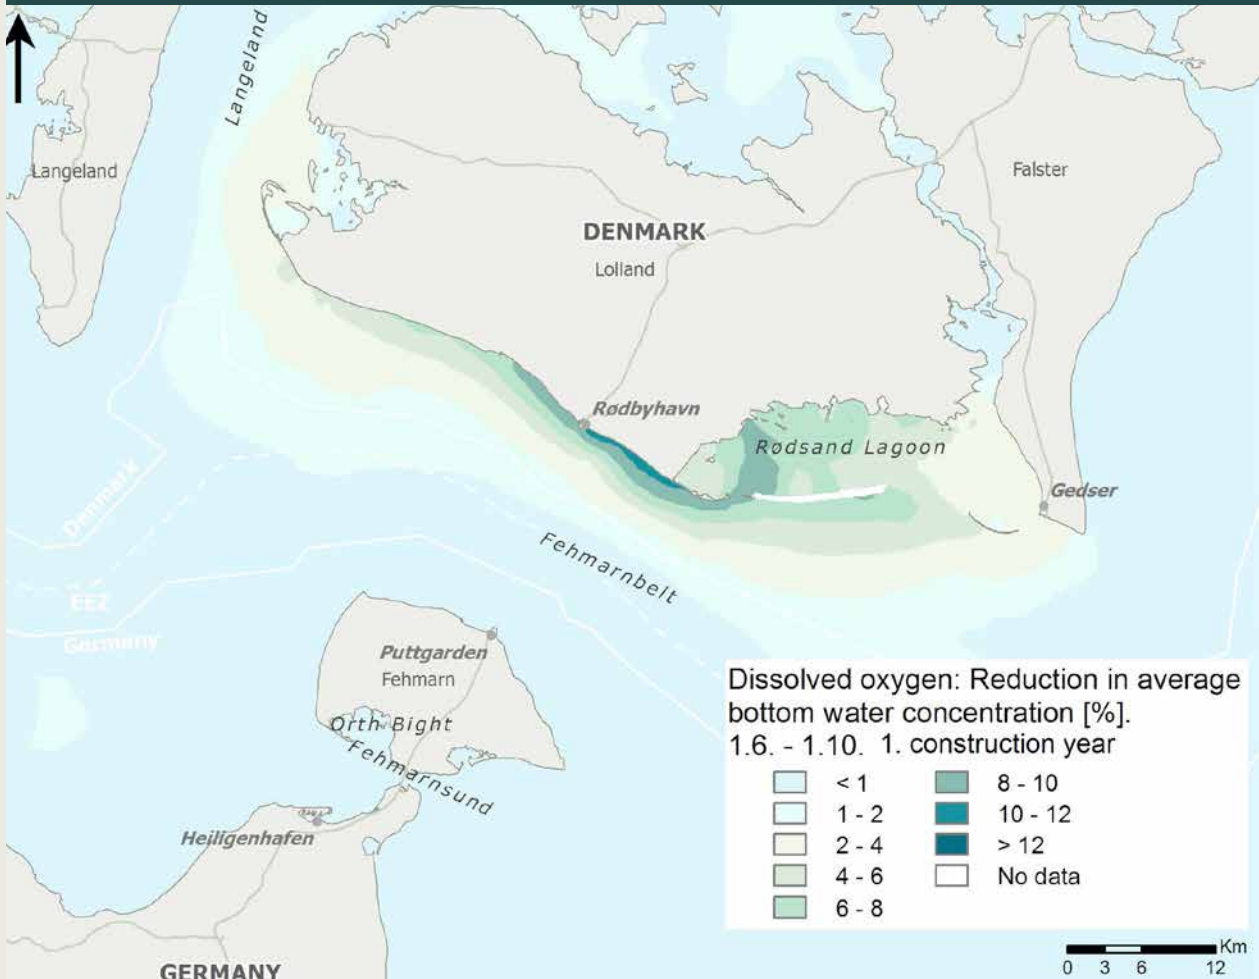 Langeland
Langeland
Falster
DENMARK
Lolland
Rødbyhavn
Rødsand Lagoon
Gedser
Denmark
EEZ
Germany
Fehmarnbelt
Puttgarden
Fehmarn
Orth Bight
Fehmarnsund
Heiligenhafen
GERMANY
Dissolved oxygen: Reduction in average
bottom water concentration [%].
1.6. - 1.10. 1. construction year
< 1
1 - 2
2 - 4
4 - 6
6 - 8
8 - 10
10 - 12
> 12
No data
Km
0 3 6 12